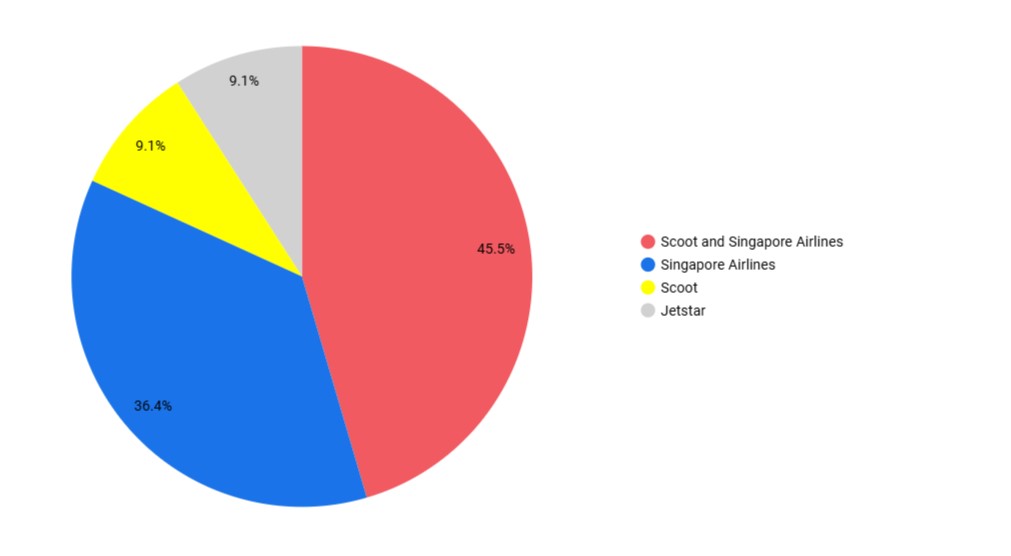 9.1%
9.1%
45.5%
36.4%
Scoot and Singapore Airlines
Singapore Airlines
Scoot
Jetstar